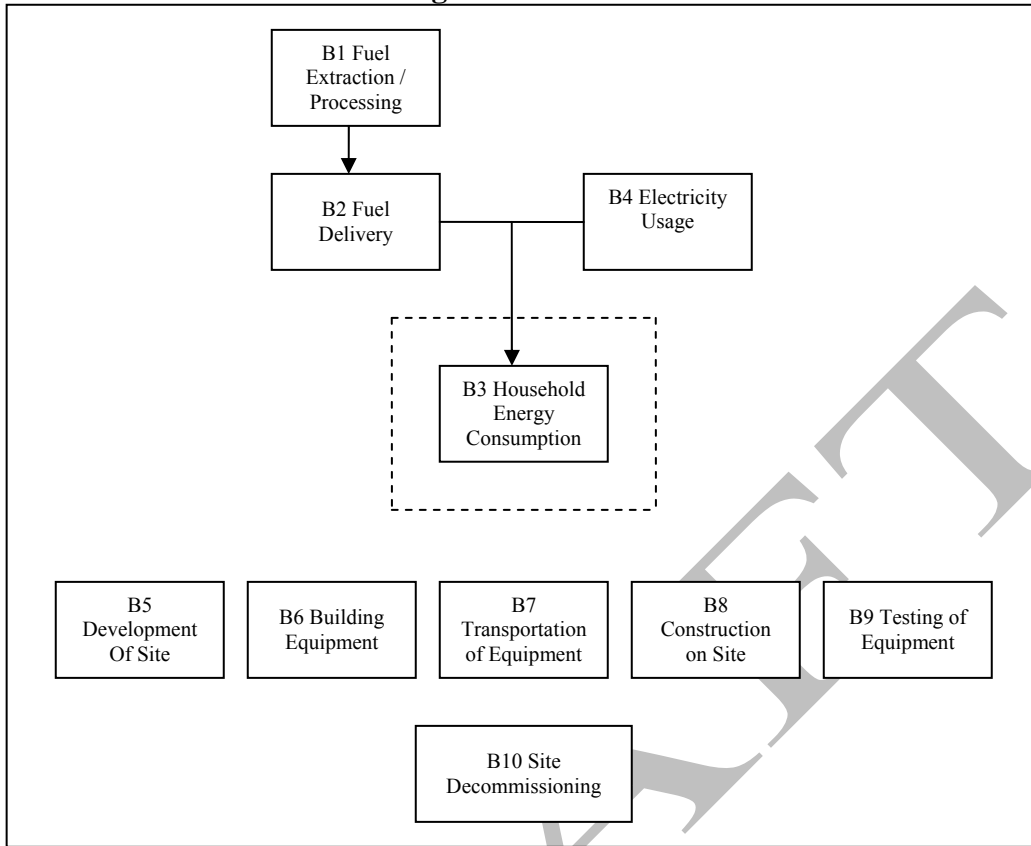 B1 Fuel
Extraction /
Processing
B2 Fuel
Delivery
B4 Electricity
Usage
B3 Household
Energy
Consumption
B5
Development
Of Site
B6 Building
Equipment
B7
Transportation
of Equipment
B8
Construction
on Site
B9 Testing of
Equipment
B10 Site
Decommissioning